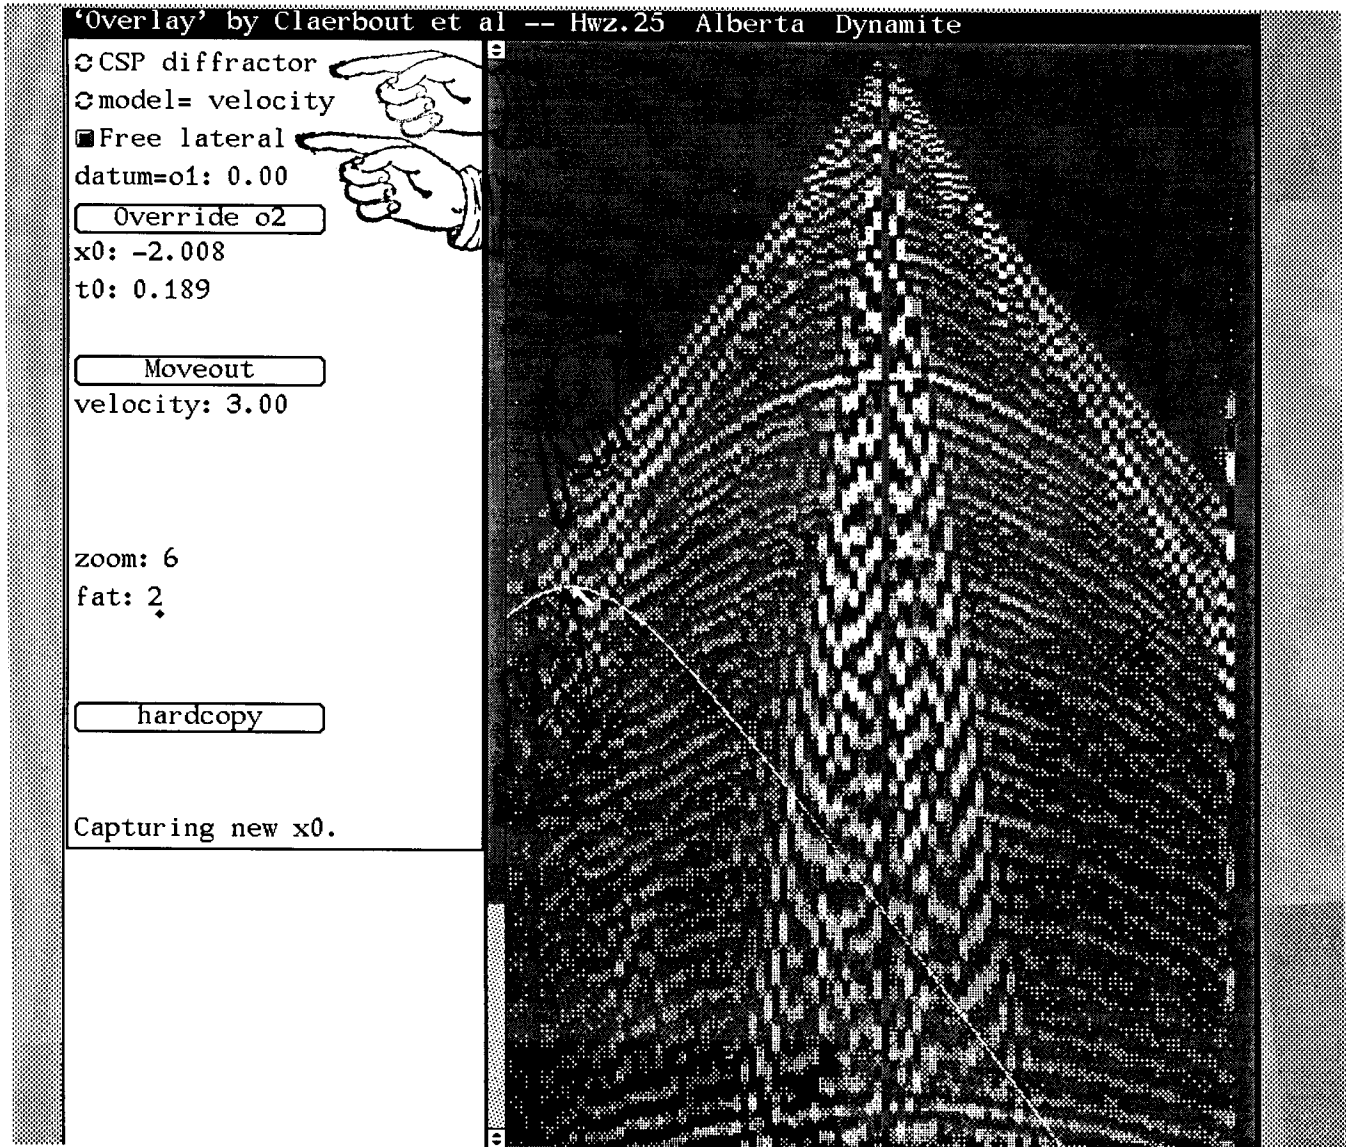 ‘Overlay’ by Claerbout et al -- Hwz.25 Alberta Dynamite
CSP diffractor
model= velocity
Free lateral
datum=o1: 0.00
Override o2
x0: -2.008
t0: 0.189
Moveout
velocity: 3.00
zoom: 6
fat: 2
hardcopy
Capturing new x0.